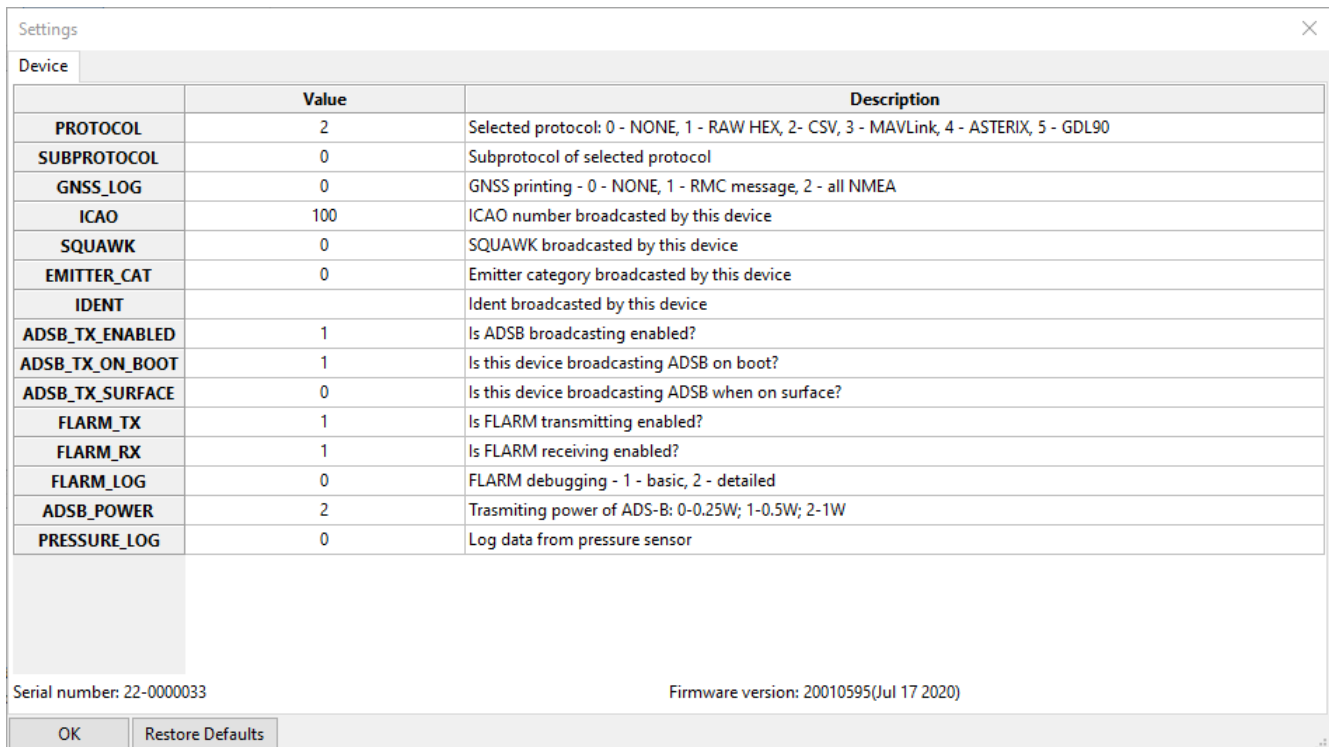 Settings
Device
Value Description
PROTOCOL 2 Selected protocol: 0 - NONE, 1 - RAW HEX, 2- CSV, 3 - MAVLink, 4 - ASTERIX, 5 - GDL90
SUBPROTOCOL 0 Subprotocol of selected protocol
GNSS_LOG 0 GNSS printing - 0 - NONE, 1 - RMC message, 2 - all NMEA
ICAO 100 ICAO number broadcasted by this device
SQUAWK 0 SQUAWK broadcasted by this device
EMITTER_CAT 0 Emitter category broadcasted by this device
IDENT Ident broadcasted by this device
ADSB_TX_ENABLED 1 Is ADSB broadcasting enabled?
ADSB_TX_ON_BOOT 1 Is this device broadcasting ADSB on boot?
ADSB_TX_SURFACE 0 Is this device broadcasting ADSB when on surface?
FLARM_TX 1 Is FLARM transmitting enabled?
FLARM_RX 1 Is FLARM receiving enabled?
FLARM_LOG 0 FLARM debugging - 1 - basic, 2 - detailed
ADSB_POWER 2 Trasmiting power of ADS-B: 0-0.25W; 1-0.5W; 2-1W
PRESSURE_LOG 0 Log data from pressure sensor
Serial number: 22-0000033 Firmware version: 20010595(Jul 17 2020)
OK Restore Defaults